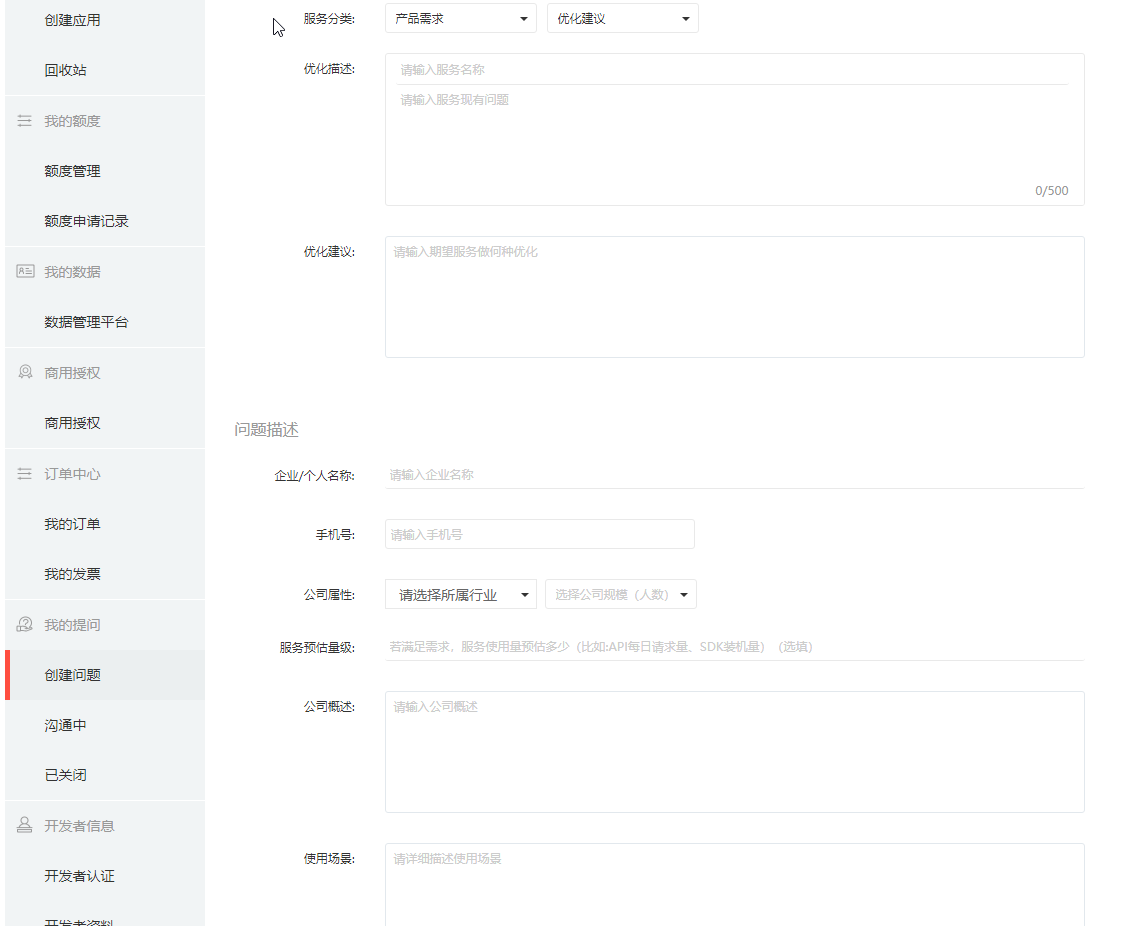 创建应用
回收站
我的额度
额度管理
额度申请记录
我的数据
数据管理平台
商用授权
商用授权
订单中心
我的订单
我的发票
我的提问
创建问题
沟通中
已关闭
开发者信息
开发者认证
开发者资料
服务分类:
产品需求
优化建议
优化描述:
请输入服务名称
请输入服务现有问题
0/500
优化建议:
请输入期望服务做何种优化
问题描述
企业/个人名称:
请输入企业名称
手机号:
请输入手机号
公司属性:
请选择所属行业
选择公司规模（人数）
服务预估量级:
若满足需求，服务使用量预估多少（比如:API每日请求量、SDK装机量）（选填）
公司概述:
请输入公司概述
使用场景:
请详细描述使用场景